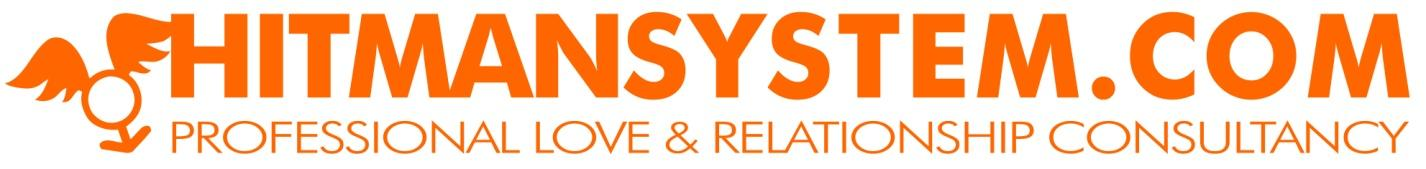 HITMANSYSTEM.COM
PROFESSIONAL LOVE & RELATIONSHIP CONSULTANCY